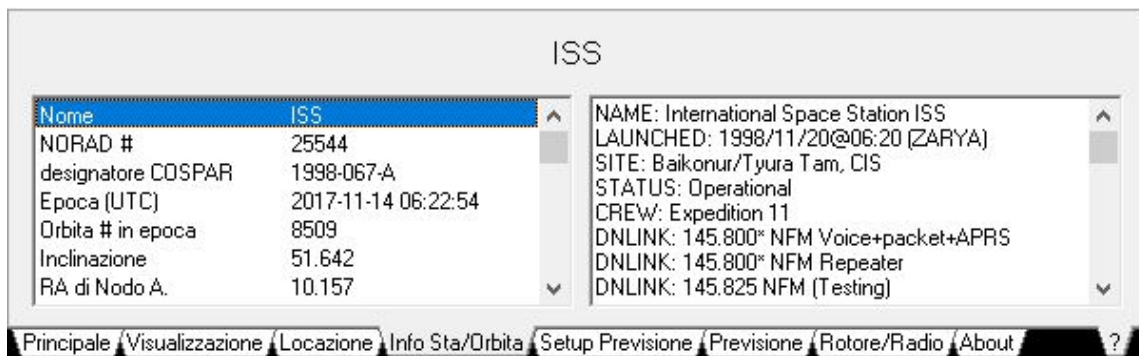 ISS
Nome ISS
NORAD # 25544
designatore COSPAR 1998-067-A
Epoca (UTC) 2017-11-14 06:22:54
Orbita # in epoca 8509
Inclinazione 51.642
RA di Nodo A. 10.157
NAME: International Space Station ISS
LAUNCHED: 1998/11/20@06:20 (ZARYA)
SITE: Baikonur/Tyura Tam, CIS
STATUS: Operational
CREW: Expedition 11
DNLINK: 145.800* NFM Voice+packet+APRS
DNLINK: 145.800* NFM Repeater
DNLINK: 145.825 NFM (Testing)
Principale Visualizzazione Locazione Info Sta/Orbita Setup Previsione Previsione Rotore/Radio About ?